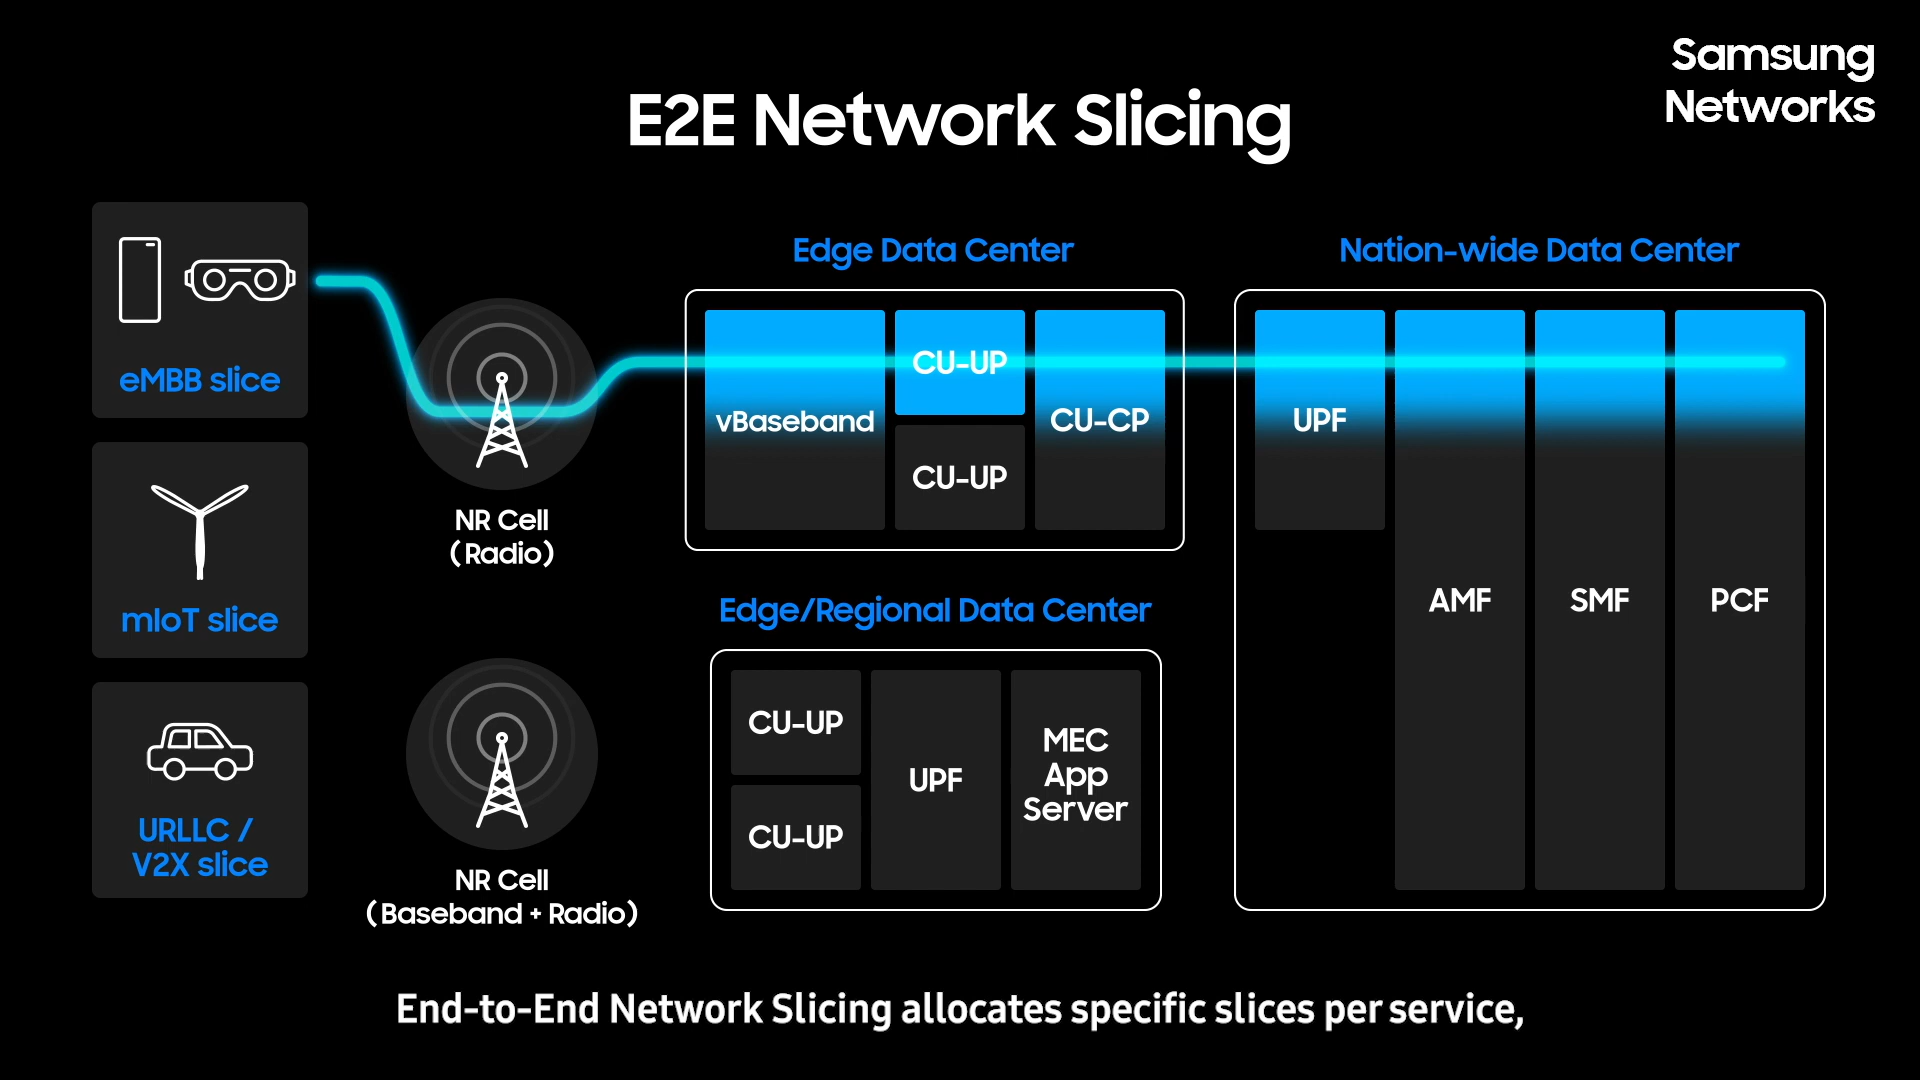 Samsung
Networks
E2E Network Slicing
eMBB slice
mIoT slice
URLLC /
V2X slice
NR Cell
(Radio)
NR Cell
(Baseband + Radio)
Edge Data Center
vBaseband
CU-UP
CU-UP
CU-CP
Edge/Regional Data Center
CU-UP
CU-UP
UPF
MEC
App
Server
Nation-wide Data Center
UPF
AMF
SMF
PCF
End-to-End Network Slicing allocates specific slices per service,